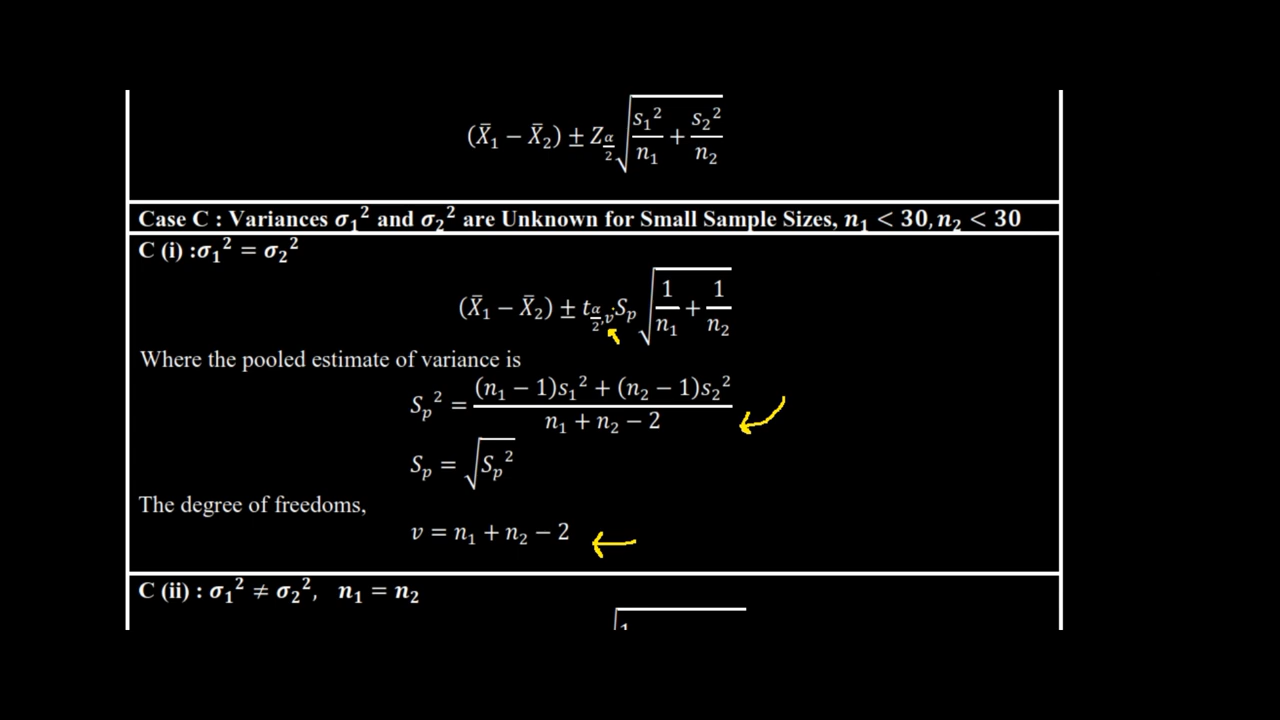 (X̄₁ − X̄₂) ± Z_{α/2} √(s₁²/n₁ + s₂²/n₂)
Case C : Variances σ₁² and σ₂² are Unknown for Small Sample Sizes, n₁ < 30, n₂ < 30
C (i) :σ₁² = σ₂²
(X̄₁ − X̄₂) ± t_{α/2,v} S_p √(1/n₁ + 1/n₂)
Where the pooled estimate of variance is
S_p² = ((n₁ − 1)s₁² + (n₂ − 1)s₂²)/(n₁ + n₂ − 2)
S_p = √(S_p²)
The degree of freedoms,
v = n₁ + n₂ − 2
C (ii) : σ₁² ≠ σ₂², n₁ = n₂